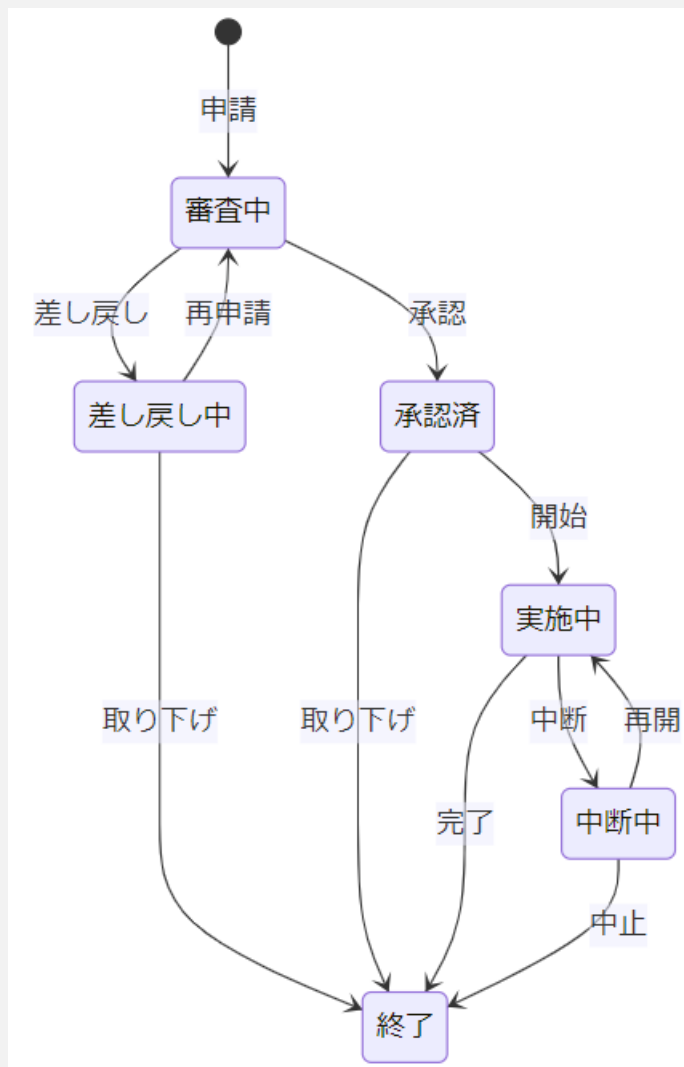 申請
審査中
差し戻し
再申請
承認
差し戻し中
承認済
開始
実施中
取り下げ
取り下げ
中断
再開
完了
中断中
中止
終了